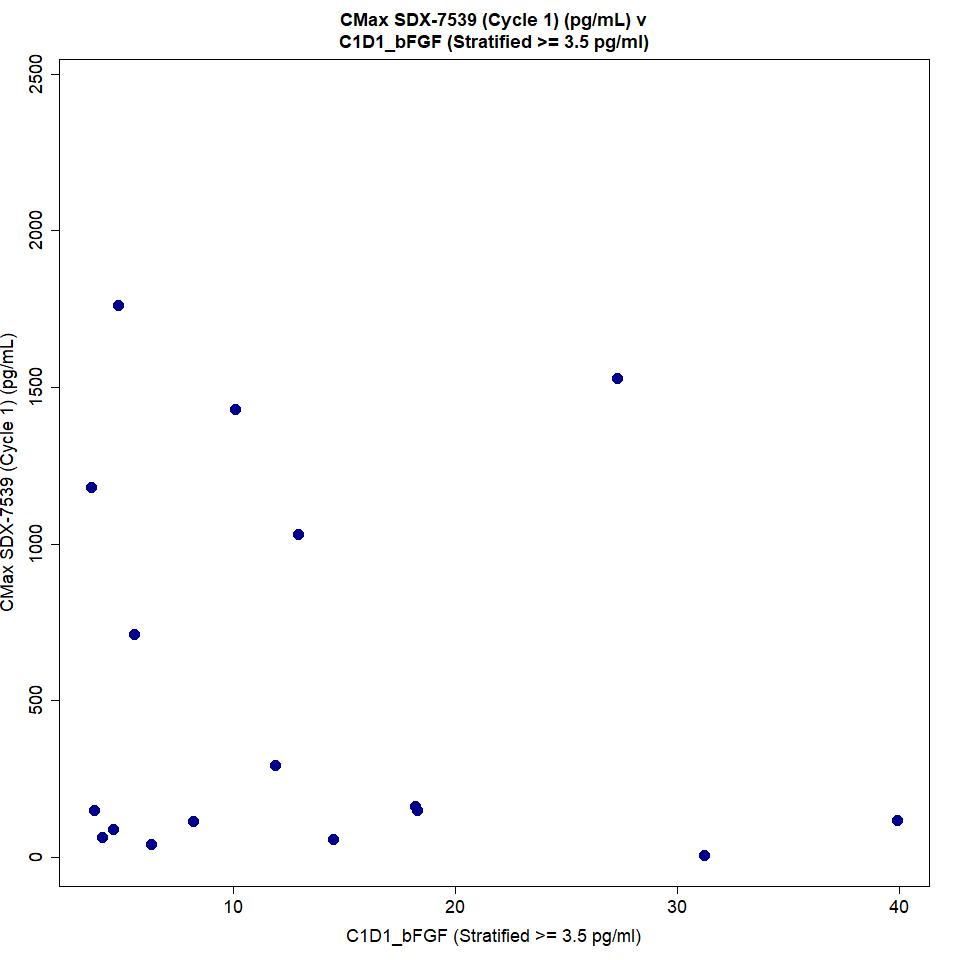 CMax SDX-7539 (Cycle 1) (pg/mL) v
C1D1_bFGF (Stratified >= 3.5 pg/ml)
2500
2000
1500
1000
500
0
CMax SDX-7539 (Cycle 1) (pg/mL)
10 20 30 40
C1D1_bFGF (Stratified >= 3.5 pg/ml)